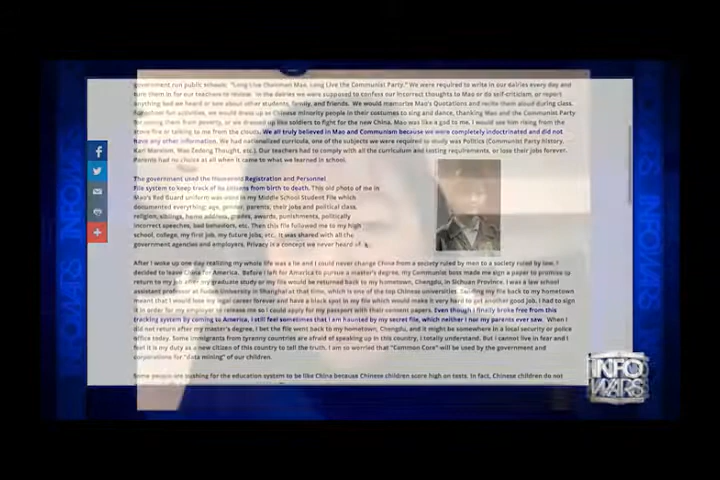 government run public schools: "Long Live Chairman Mao, Long Live the Communist Party." We were required to write in our dairies every day and
turn them in for our teachers to review. In the dairies we were supposed to confess our incorrect thoughts to Mao or do self-criticism, or report
anything bad we heard or saw about other students, family, and friends. We would memorize Mao's Quotations and recite them aloud during class.
For school fun activities, we would dress up as Chinese minority people in their costumes to sing and dance, thanking Mao and the Communist Party
for saving them from poverty, or we dressed up like soldiers to fight for the new China. Mao was like a god to me. I would see him rising from the
stove fire or talking to me from the clouds. We all truly believed in Mao and Communism because we were completely indoctrinated and did not
have any other information. We had nationalized curricula, one of the subjects we were required to study was Politics (Communist Party history,
Karl Marxism, Mao Zedong Thought, etc.). Our teachers had to comply with all the curriculum and testing requirements, or lose their jobs forever.
Parents had no choice at all when it came to what we learned in school.
The government used the Household Registration and Personnel
File system to keep track of its citizens from birth to death. This old photo of me in
Mao's Red Guard uniform was used in my Middle School Student File which
documented everything: age, gender, parents, their jobs and political class,
religion, siblings, home address, grades, awards, punishments, politically
incorrect speeches, bad behaviors, etc. Then this file followed me to my high
school, college, my first job, my future jobs, etc. It was shared with all the
government agencies and employers. Privacy is a concept we never heard of.
After I woke up one day realizing my whole life was a lie and I could never change China from a society ruled by men to a society ruled by law, I
decided to leave China for America. Before I left for America to pursue a master's degree, my Communist boss made me sign a paper to promise to
return to my job after my graduate study or my file would be returned back to my hometown, Chengdu, in Sichuan Province. I was a law school
assistant professor at Fudan University in Shanghai at that time, which is one of the top Chinese universities. Sending my file back to my hometown
meant that I would lose my legal career forever and have a black spot in my file which would make it very hard to get another good job. I had to sign
it in order for my employer to release me so I could apply for my passport with their consent papers. Even though I finally broke free from this
tracking system by coming to America, I still feel sometimes that I am haunted by my secret file, which neither I nor my parents ever saw. When I
did not return after my master's degree, I bet the file went back to my hometown, Chengdu, and it might be somewhere in a local security or police
office today. Some immigrants from tyranny countries are afraid of speaking up in this country, I totally understand. But I cannot live in fear and I
feel it is my duty as a new citizen of this country to tell the truth. I am so worried that "Common Core" will be used by the government and
corporations for "data mining" of our children.
Some people are pushing for the education system to be like China because Chinese children score high on tests. In fact, Chinese children do not
INFO
WARS